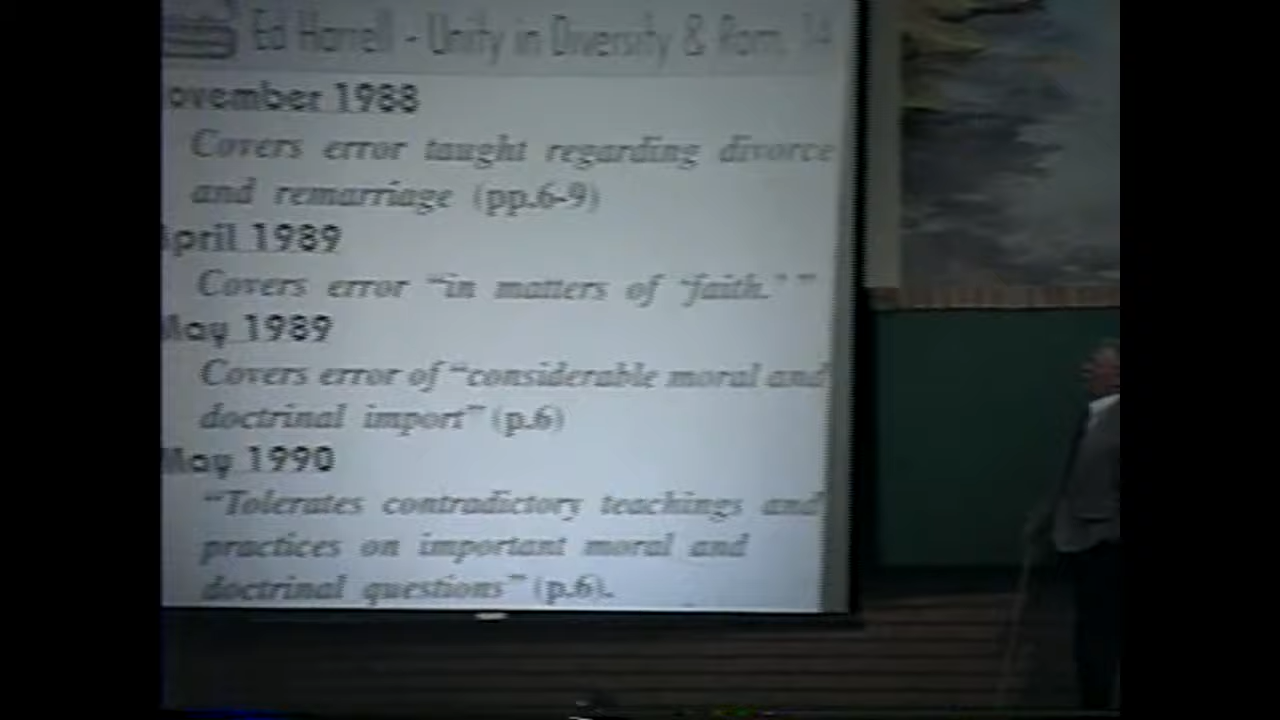 Ed Harrell - Unity in Diversity & Rom. 14
ovember 1988
Covers error taught regarding divorce
and remarriage (pp.6-9)
pril 1989
Covers error "in matters of 'faith.' "
May 1989
Covers error of "considerable moral and
doctrinal import" (p.6)
May 1990
"Tolerates contradictory teachings and
practices on important moral and
doctrinal questions" (p.6).